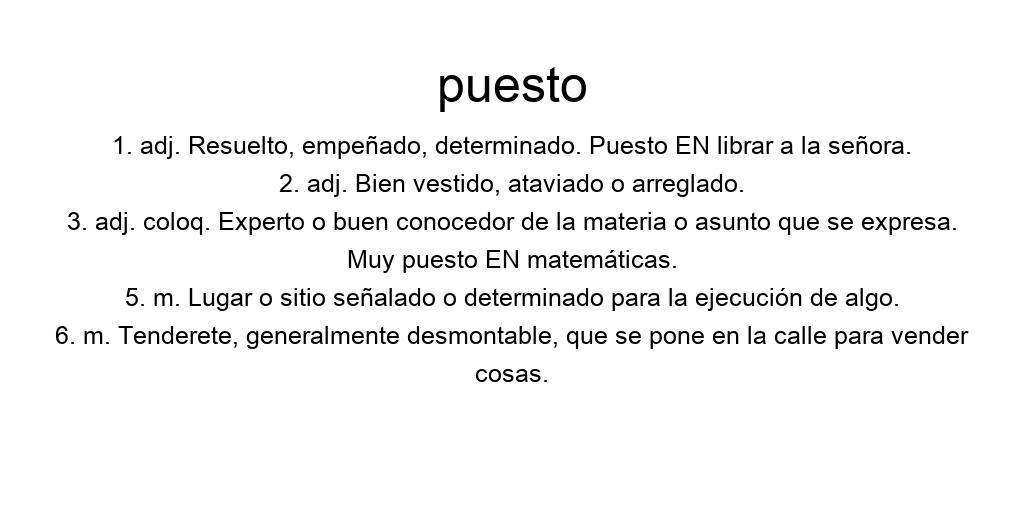 puesto
1. adj. Resuelto, empeñado, determinado. Puesto EN librar a la señora.
2. adj. Bien vestido, ataviado o arreglado.
3. adj. coloq. Experto o buen conocedor de la materia o asunto que se expresa.
Muy puesto EN matemáticas.
5. m. Lugar o sitio señalado o determinado para la ejecución de algo.
6. m. Tenderete, generalmente desmontable, que se pone en la calle para vender
cosas.